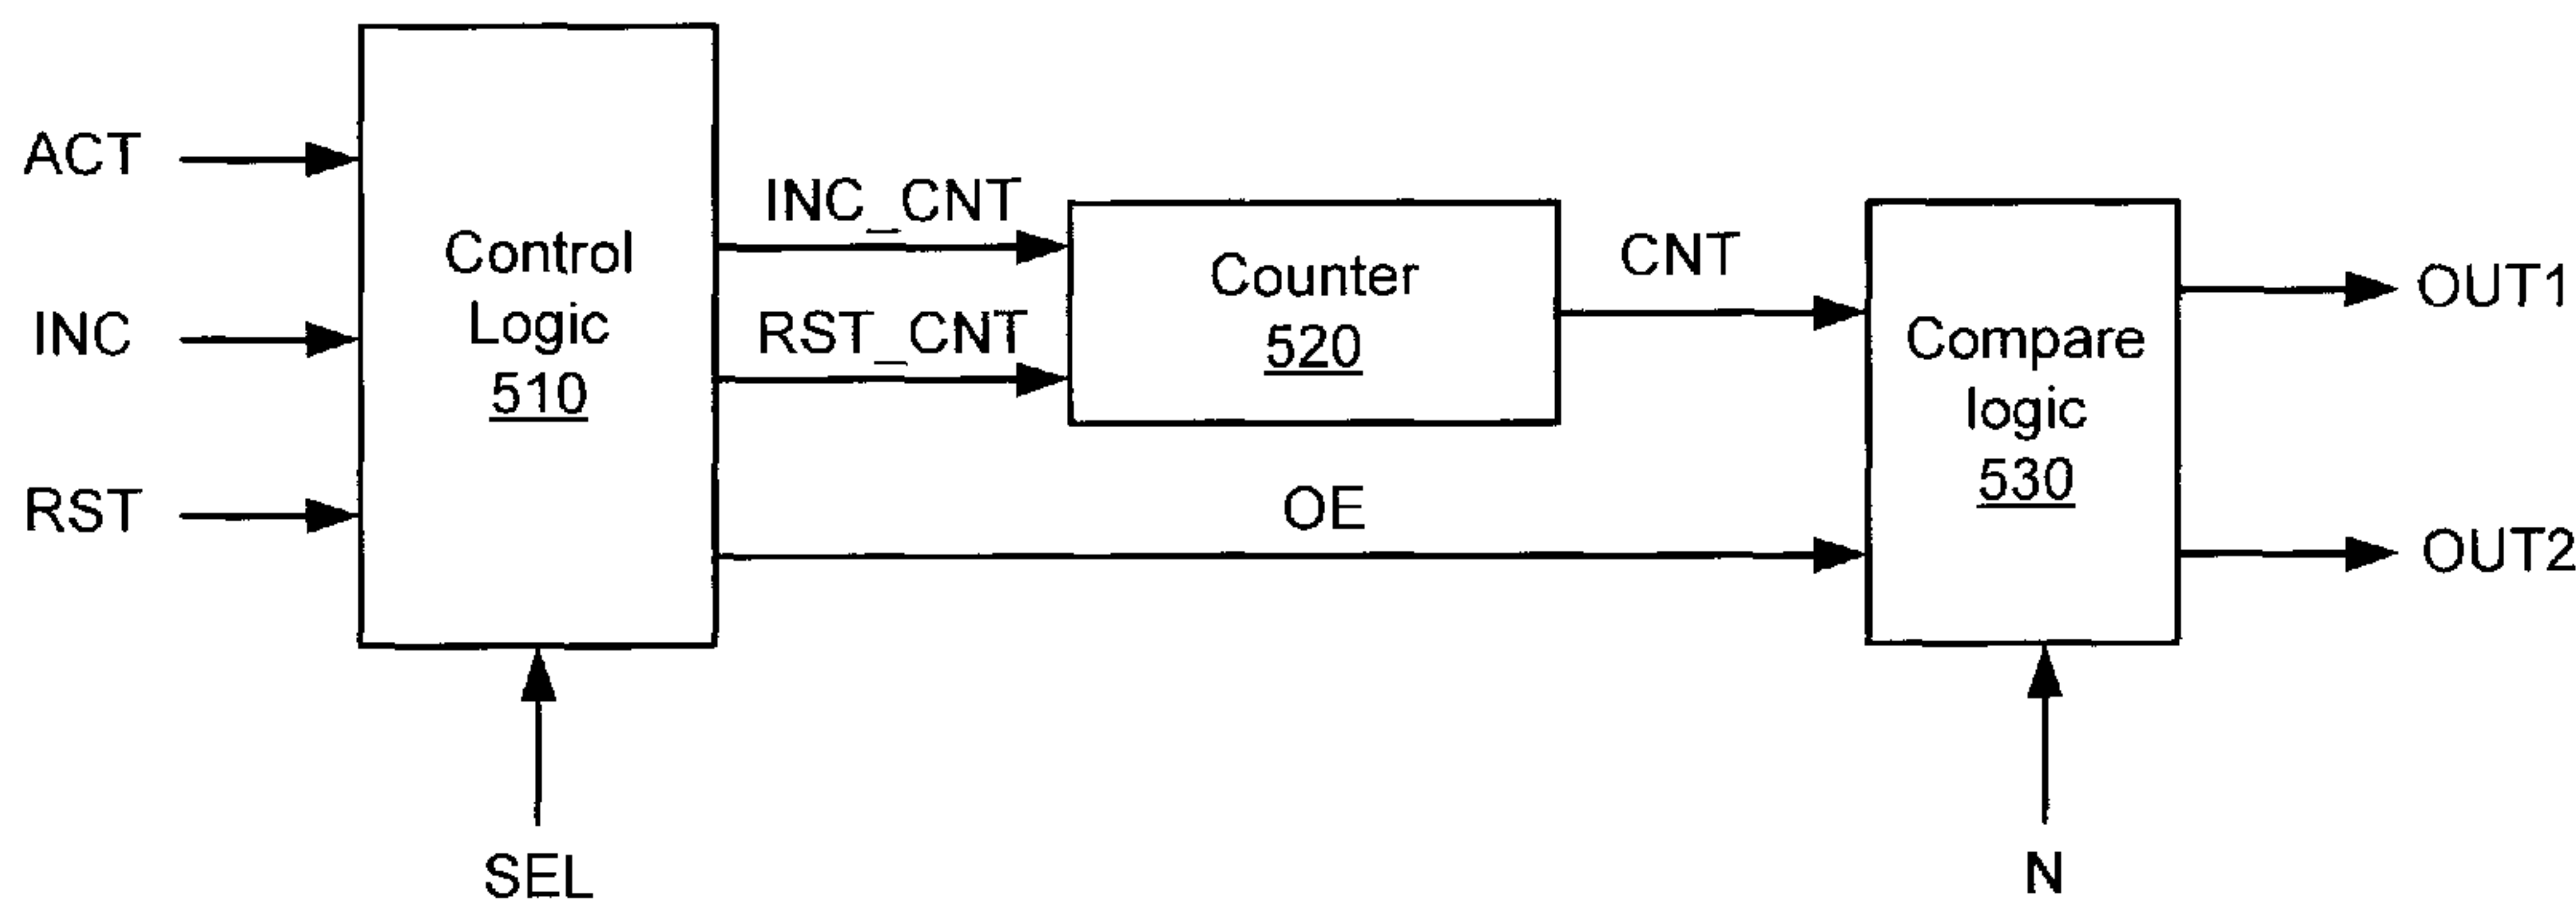 ACT
INC
RST
Control
Logic
510
SEL
INC_CNT
RST_CNT
OE
Counter
520
CNT
Compare
logic
530
N
OUT1
OUT2